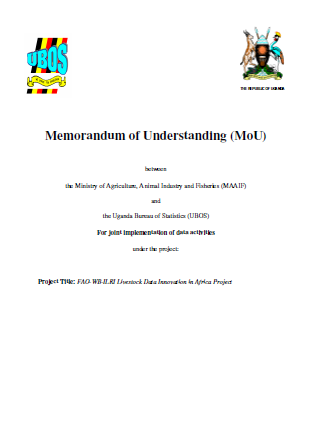 UBOS
THE REPUBLIC OF UGANDA
Memorandum of Understanding (MoU)
between
the Ministry of Agriculture, Animal Industry and Fisheries (MAAIF)
and
the Uganda Bureau of Statistics (UBOS)
For joint implementation of data activities
under the project:
Project Title: FAO-WB-ILRI Livestock Data Innovation in Africa Project